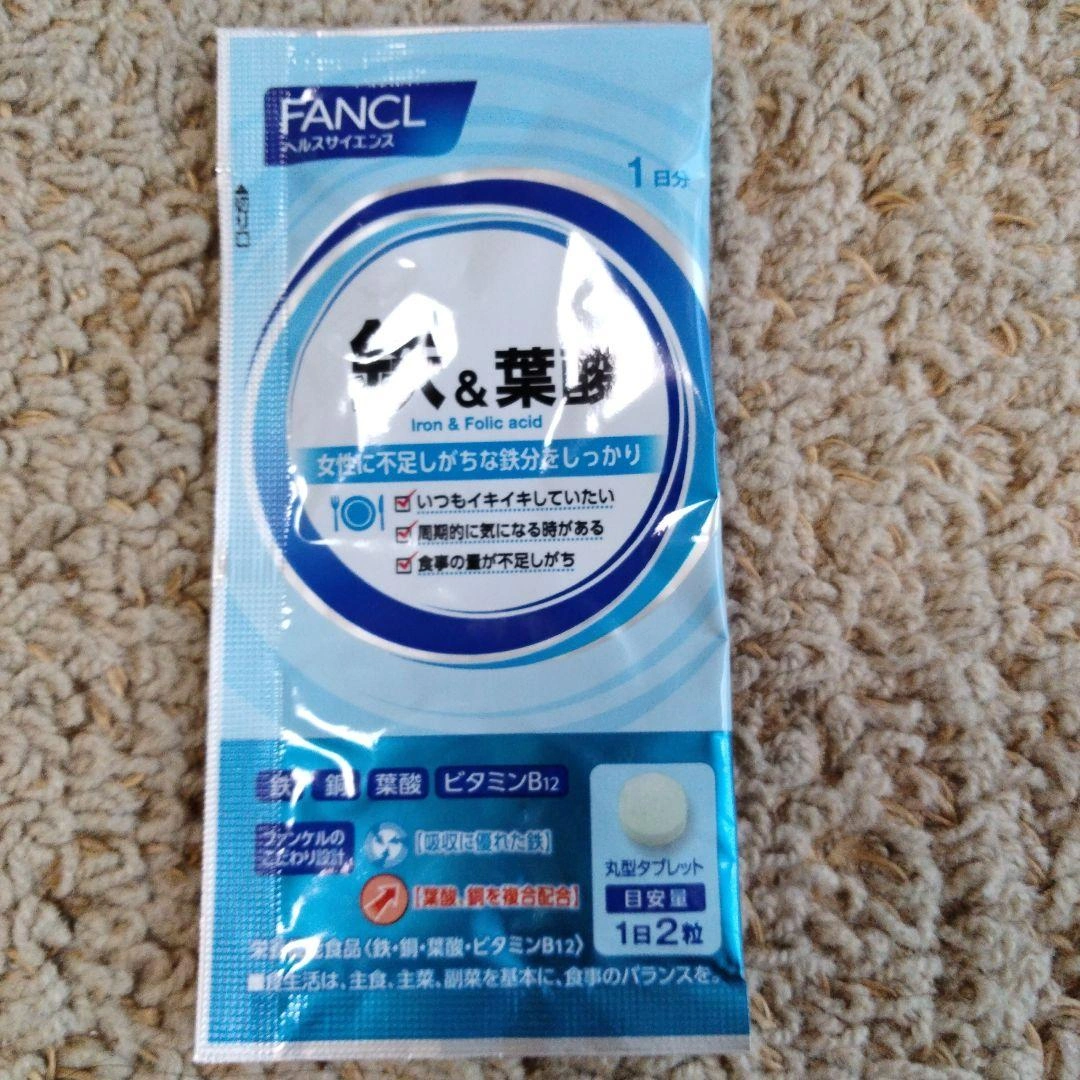 FANCL
ヘルスサイエンス
1日分
鉄&葉酸
Iron & Folic acid
女性に不足しがちな鉄分をしっかり
いつもイキイキしていたい
周期的に気になる時がある
食事の量が不足しがち
鉄 銅 葉酸 ビタミンB12
ファンケルの
こだわり設計
[吸収に優れた鉄]
[葉酸、銅を複合配合]
丸型タブレット
目安量
1日2粒
食品〈鉄・銅・葉酸・ビタミンB12〉
■食生活は、主食、主菜、副菜を基本に、食事のバランスを。